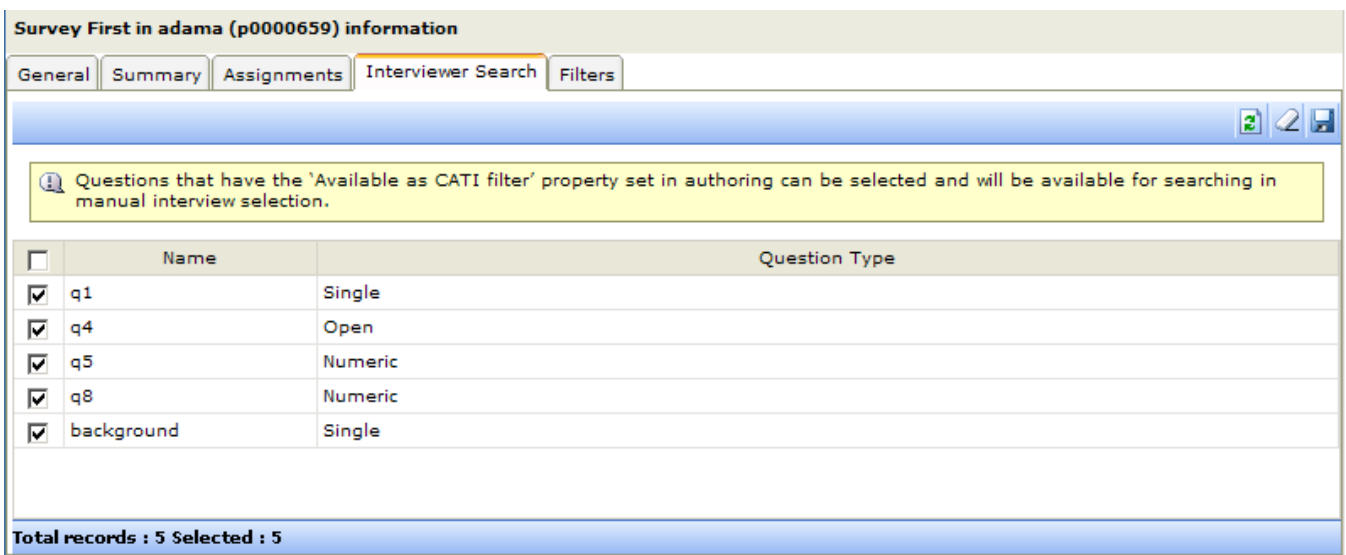 Survey First in adama (p0000659) information
General Summary Assignments Interviewer Search Filters
Questions that have the `Available as CATI filter' property set in authoring can be selected and will be available for searching in
manual interview selection.
Name Question Type
q1 Single
q4 Open
q5 Numeric
q8 Numeric
background Single
Total records : 5 Selected : 5